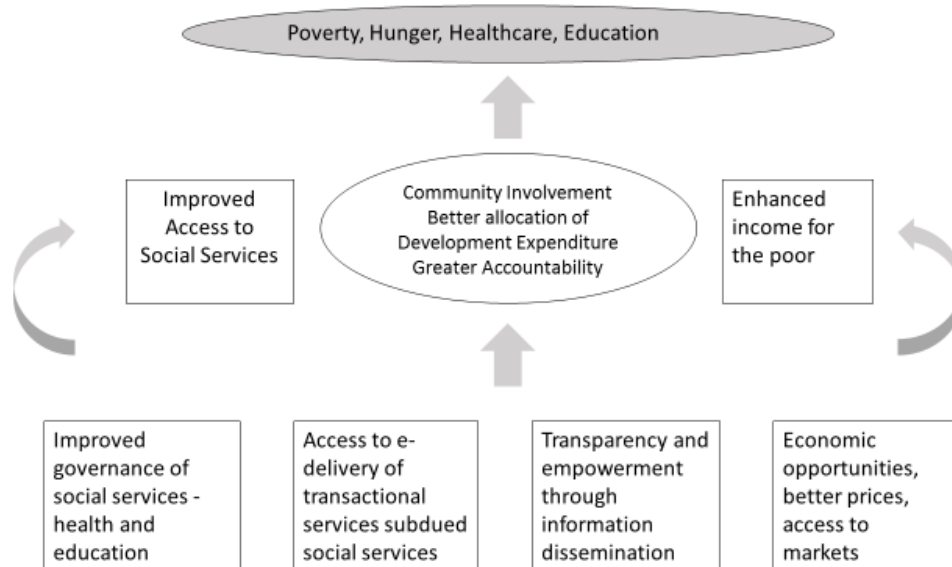 Poverty, Hunger, Healthcare, Education
Improved
Access to
Social Services
Community Involvement
Better allocation of
Development Expenditure
Greater Accountability
Enhanced
income for
the poor
Improved
governance of
social services -
health and
education
Access to e-
delivery of
transactional
services subdued
social services
Transparency and
empowerment
through
information
dissemination
Economic
opportunities,
better prices,
access to
markets